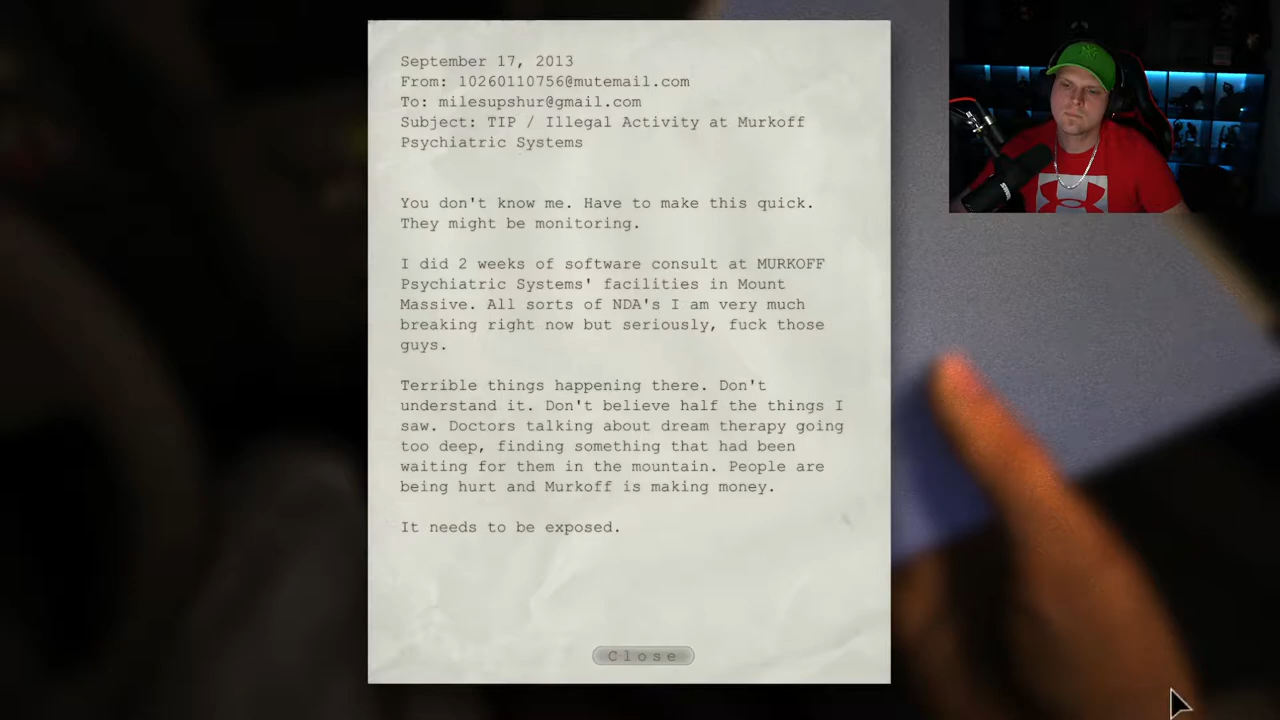 September 17, 2013
From: 10260110756@mutemail.com
To: milesupshur@gmail.com
Subject: TIP / Illegal Activity at Murkoff
Psychiatric Systems
You don't know me. Have to make this quick.
They might be monitoring.
I did 2 weeks of software consult at MURKOFF
Psychiatric Systems' facilities in Mount
Massive. All sorts of NDA's I am very much
breaking right now but seriously, fuck those
guys.
Terrible things happening there. Don't
understand it. Don't believe half the things I
saw. Doctors talking about dream therapy going
too deep, finding something that had been
waiting for them in the mountain. People are
being hurt and Murkoff is making money.
It needs to be exposed.
Close